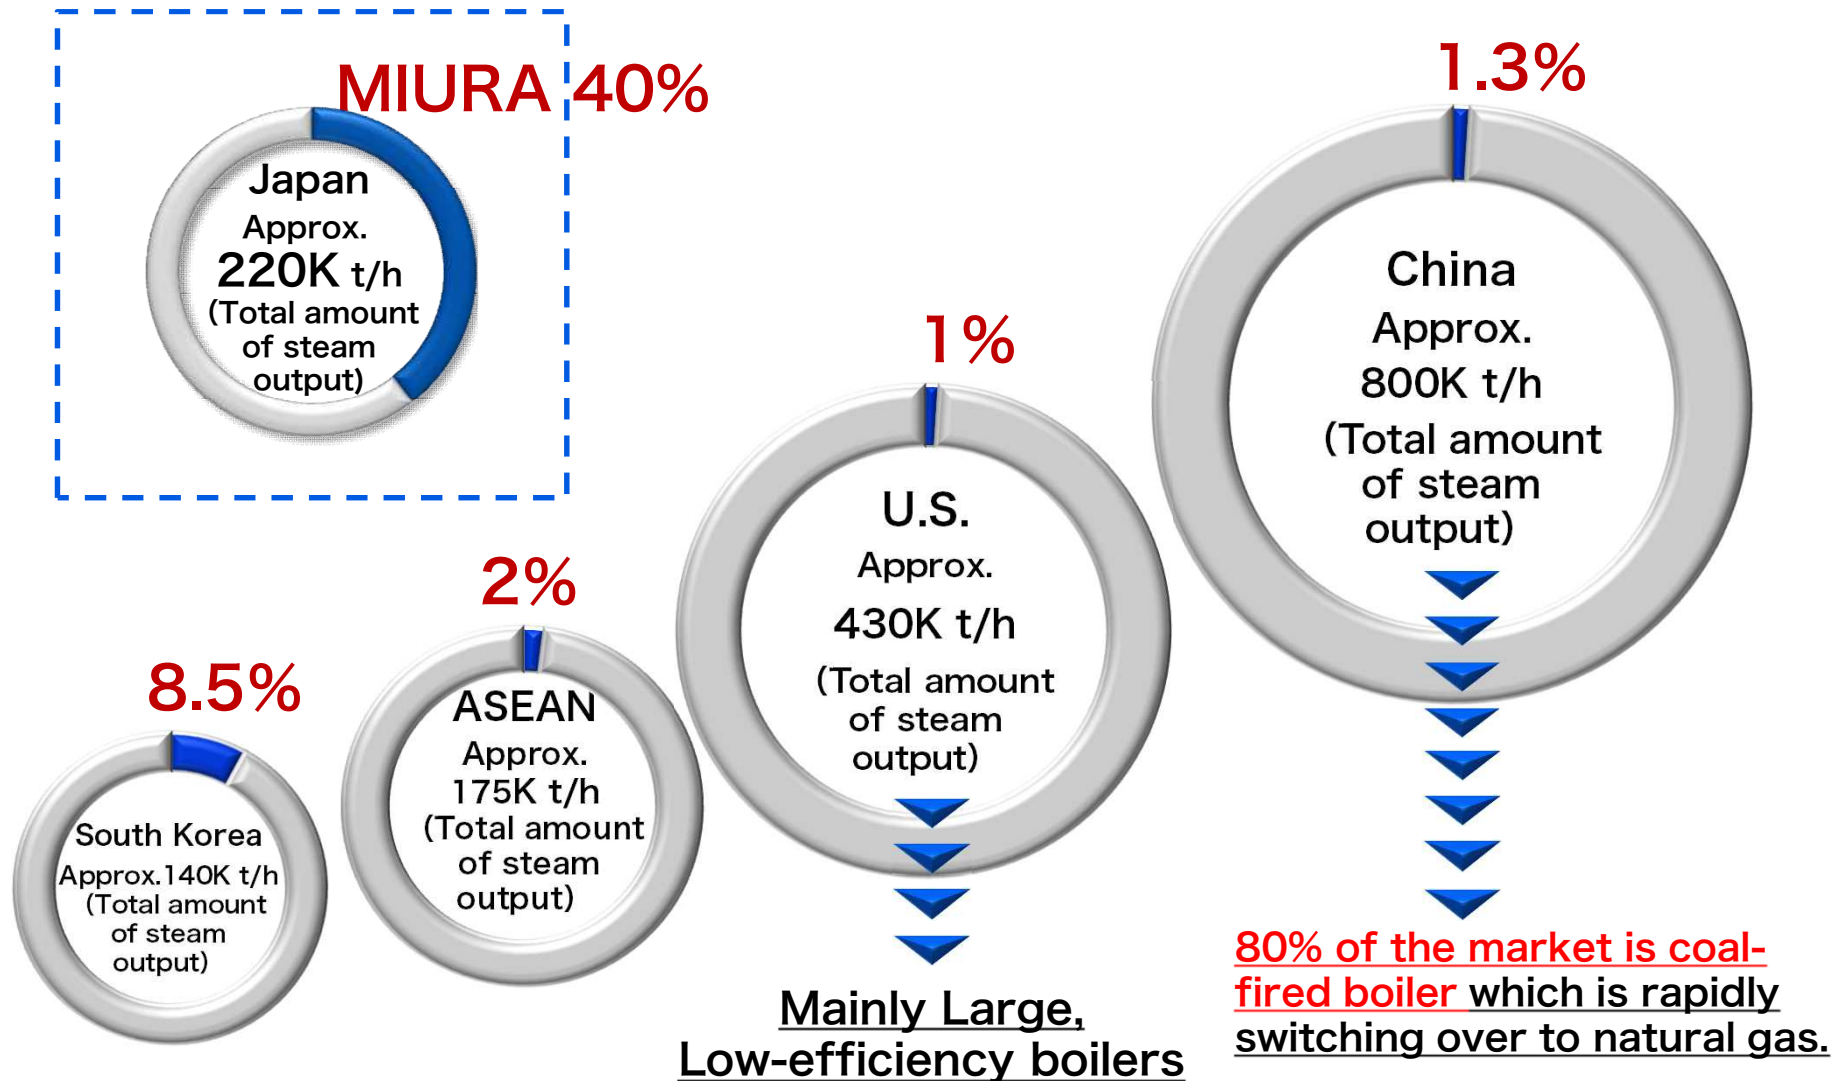 MIURA 40%
Japan
Approx.
220K t/h
(Total amount
of steam
output)
8.5%
South Korea
Approx.140K t/h
(Total amount
of steam
output)
2%
ASEAN
Approx.
175K t/h
(Total amount
of steam
output)
1%
U.S.
Approx.
430K t/h
(Total amount
of steam
output)
Mainly Large,
Low-efficiency boilers
1.3%
China
Approx.
800K t/h
(Total amount
of steam
output)
80% of the market is coal-
fired boiler which is rapidly
switching over to natural gas.